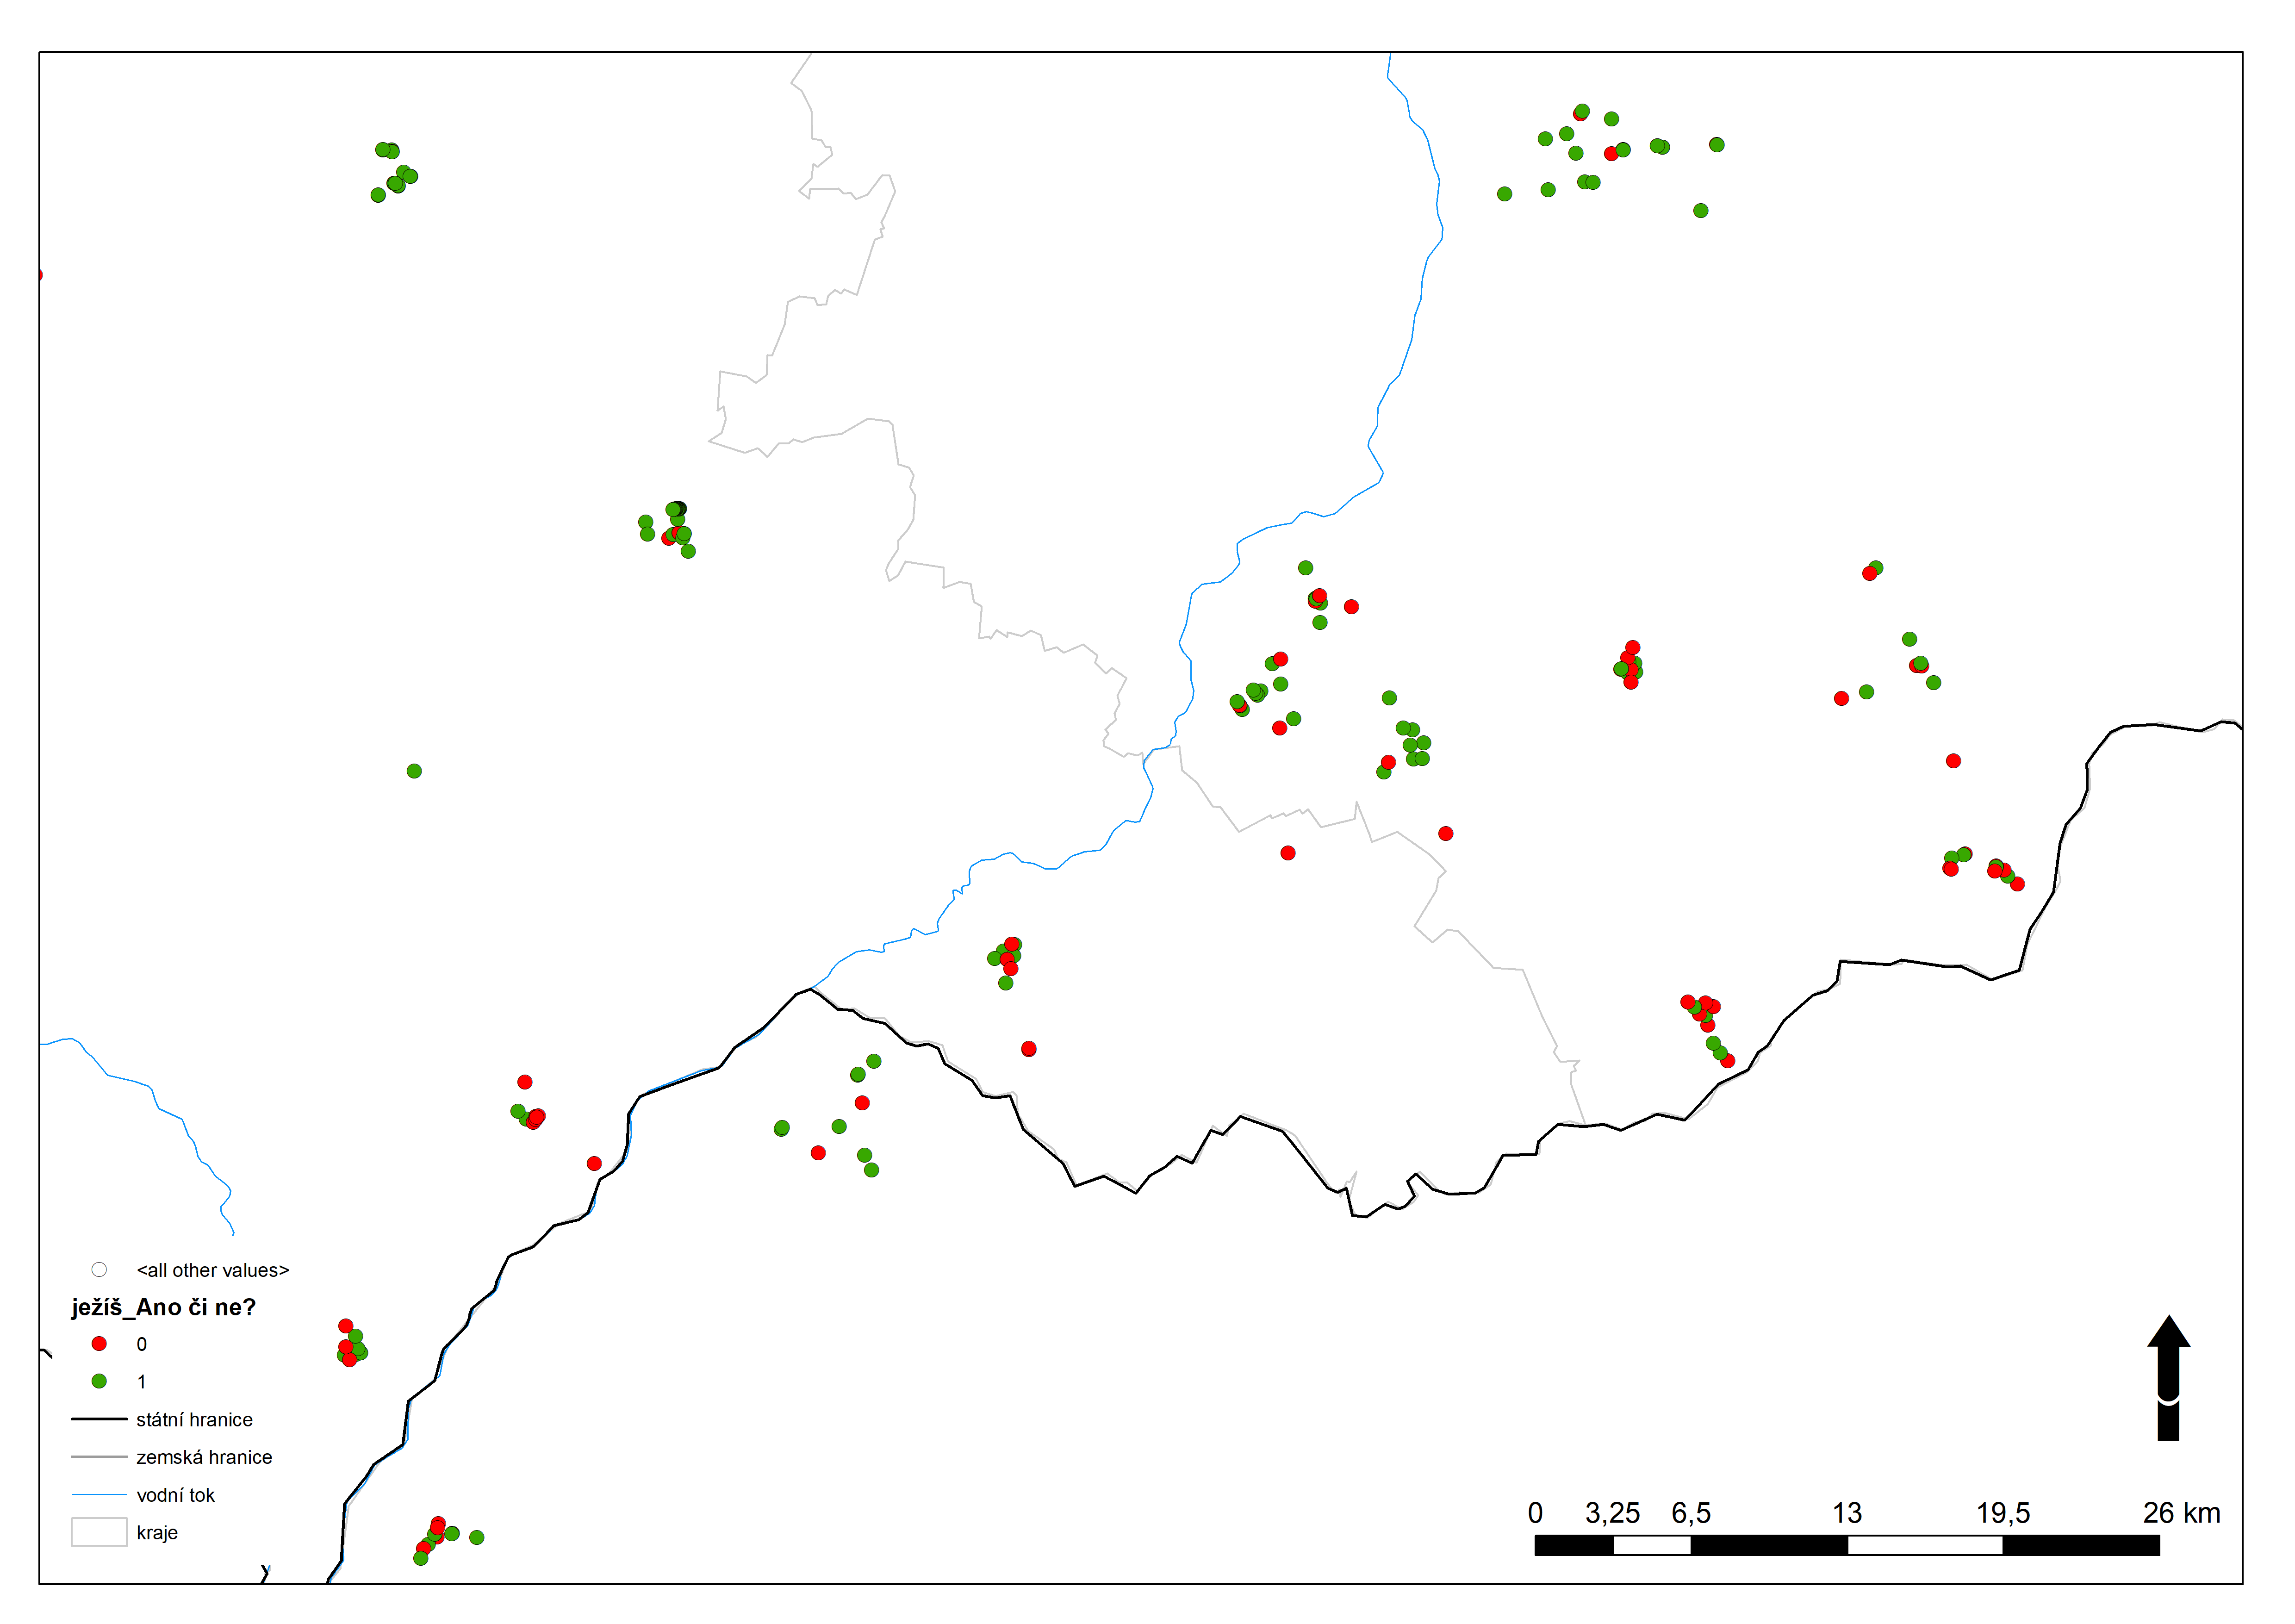 <all other values>
ježíš_Ano či ne?
0
1
státní hranice
zemská hranice
vodní tok
kraje
0 3,25 6,5 13 19,5 26 km